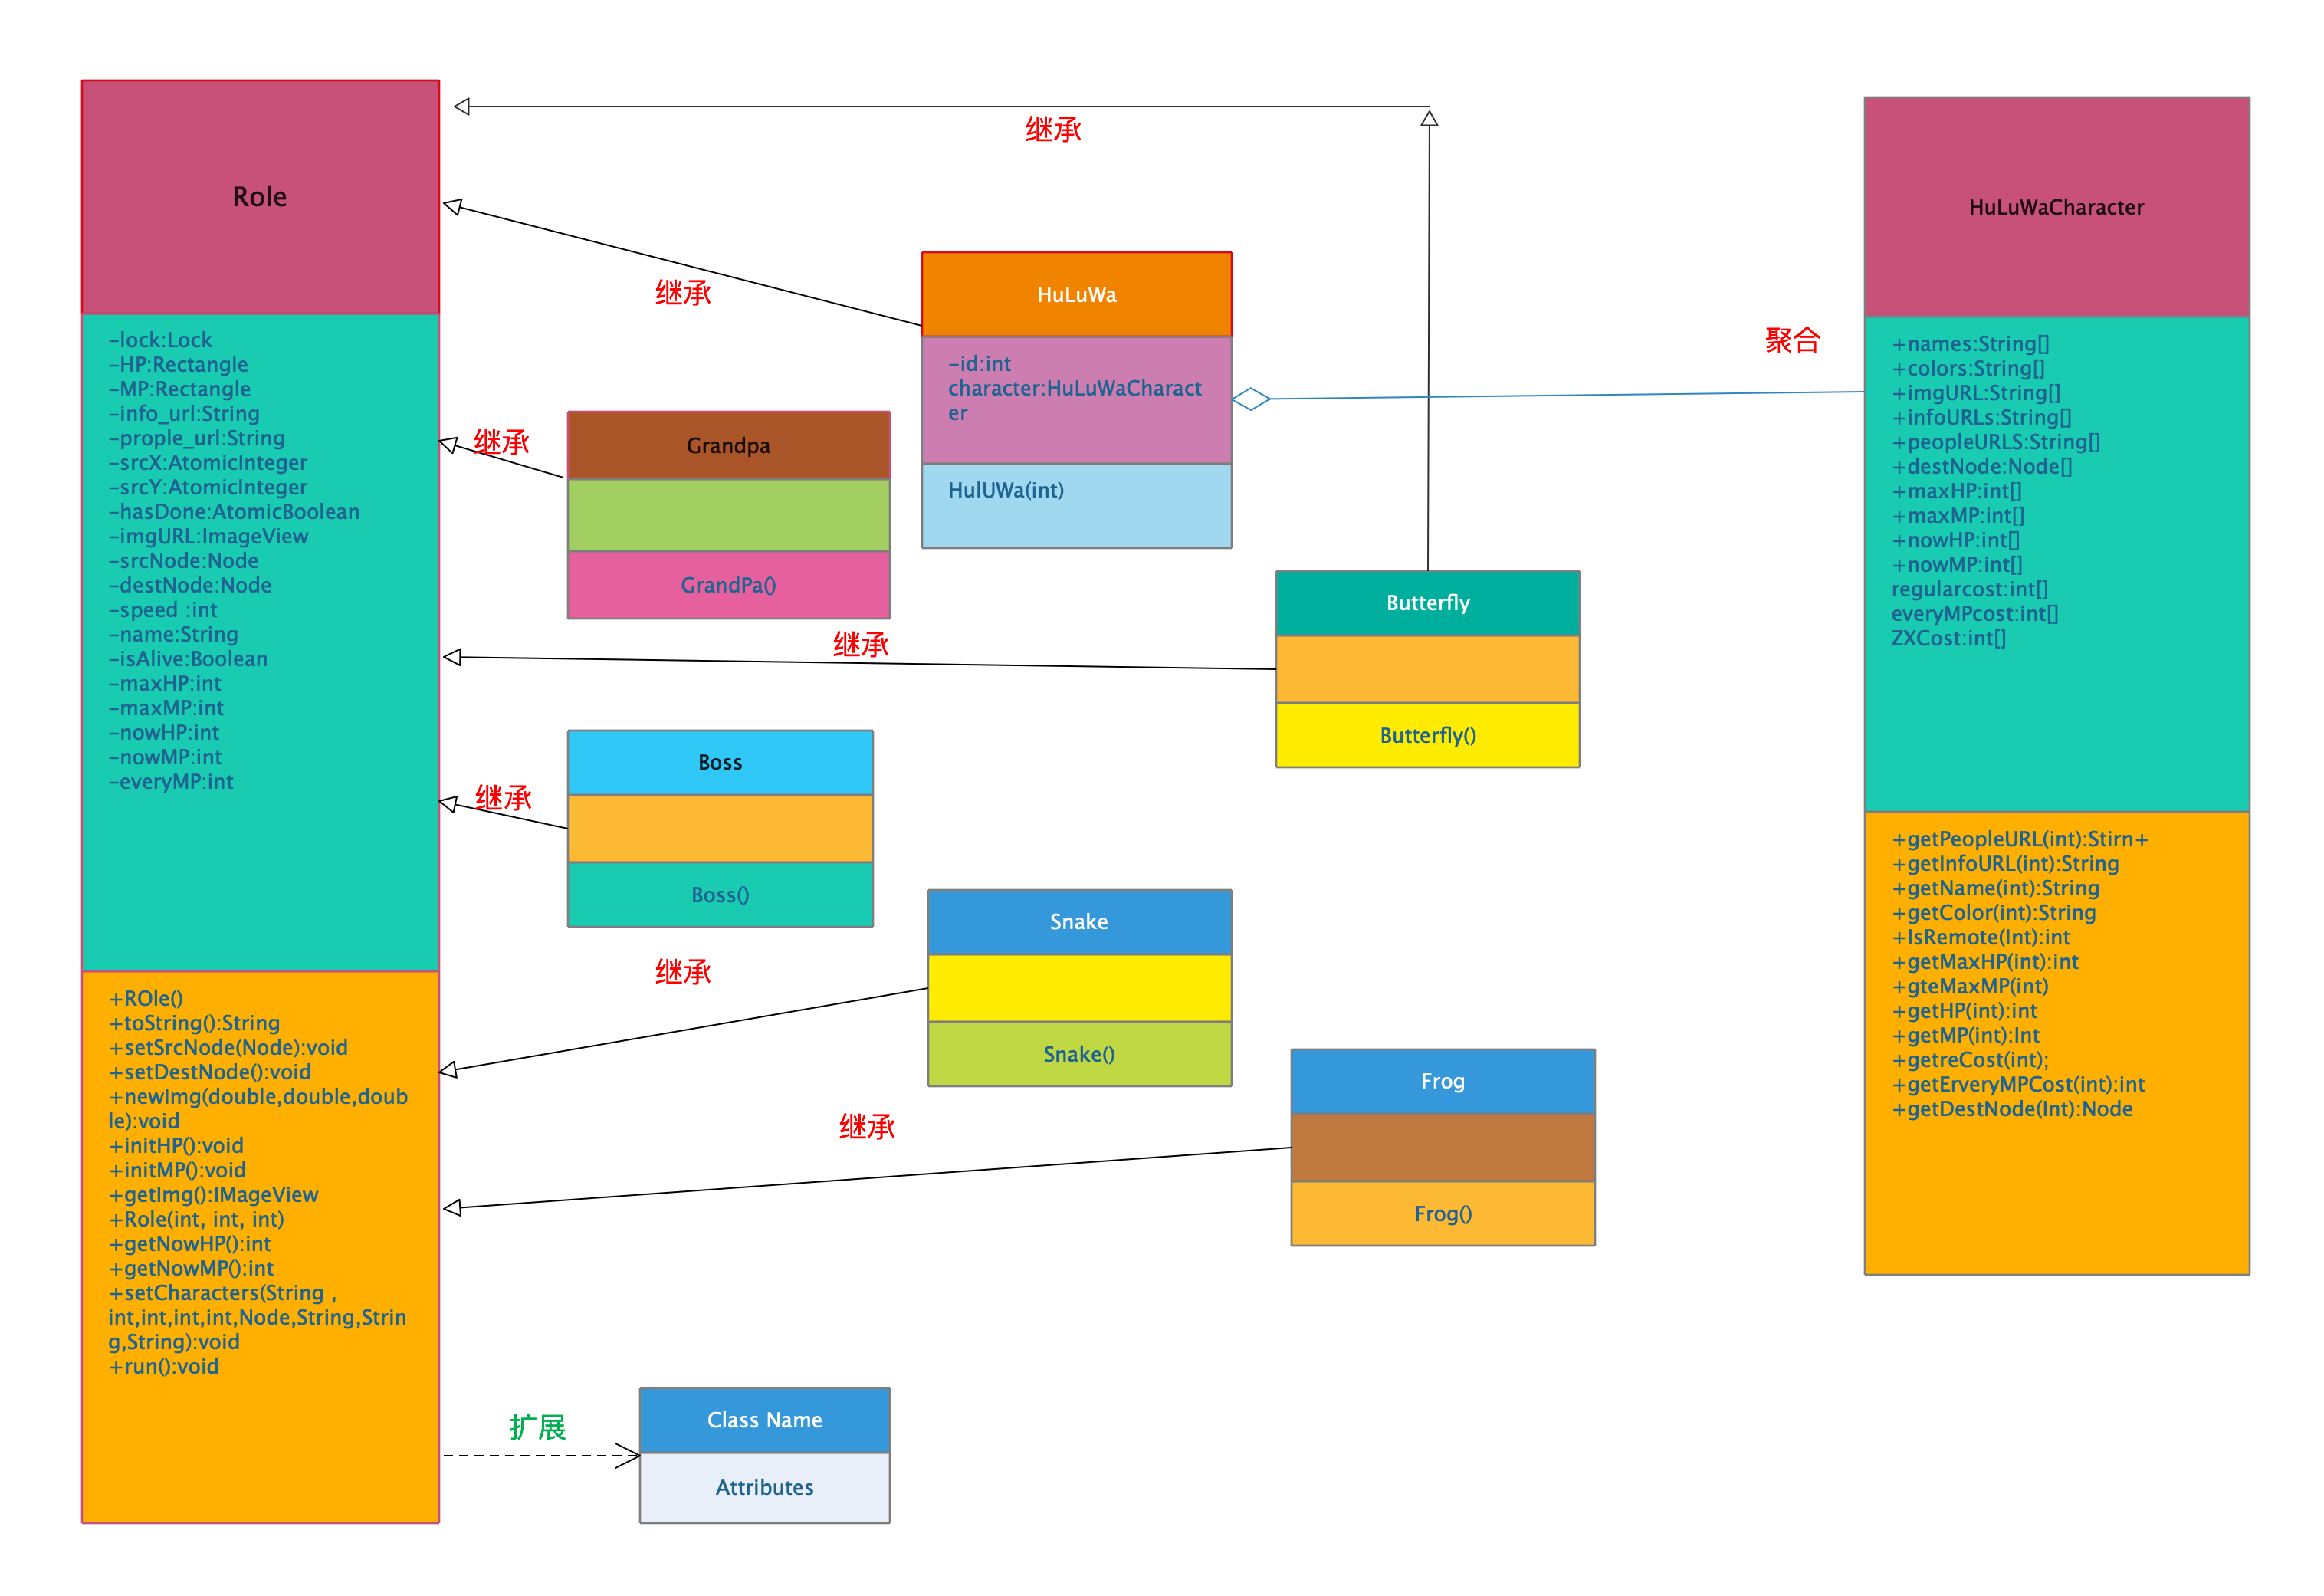 Role
-lock:Lock
-HP:Rectangle
-MP:Rectangle
-info_url:String
-prople_url:String
-srcX:AtomicInteger
-srcY:AtomicInteger
-hasDone:AtomicBoolean
-imgURL:ImageView
-srcNode:Node
-destNode:Node
-speed :int
-name:String
-isAlive:Boolean
-maxHP:int
-maxMP:int
-nowHP:int
-nowMP:int
-everyMP:int
+ROle()
+toString():String
+setSrcNode(Node):void
+setDestNode():void
+newImg(double,double,doub
le):void
+initHP():void
+initMP():void
+getImg():IMageView
+Role(int, int, int)
+getNowHP():int
+getNowMP():int
+setCharacters(String ,
int,int,int,int,Node,String,Strin
g,String):void
+run():void
继承
继承
HuLuWa
-id:int
character:HuLuWaCharact
er
HulUWa(int)
继承
Grandpa
GrandPa()
继承
Butterfly
Butterfly()
继承
Boss
Boss()
继承
Snake
Snake()
继承
Frog
Frog()
扩展
Class Name
Attributes
聚合
HuLuWaCharacter
+names:String[]
+colors:String[]
+imgURL:String[]
+infoURLs:String[]
+peopleURLS:String[]
+destNode:Node[]
+maxHP:int[]
+maxMP:int[]
+nowHP:int[]
+nowMP:int[]
regularcost:int[]
everyMPcost:int[]
ZXCost:int[]
+getPeopleURL(int):Stirn+
+getInfoURL(int):String
+getName(int):String
+getColor(int):String
+IsRemote(Int):int
+getMaxHP(int):int
+gteMaxMP(int)
+getHP(int):int
+getMP(int):Int
+getreCost(int);
+getErveryMPCost(int):int
+getDestNode(Int):Node